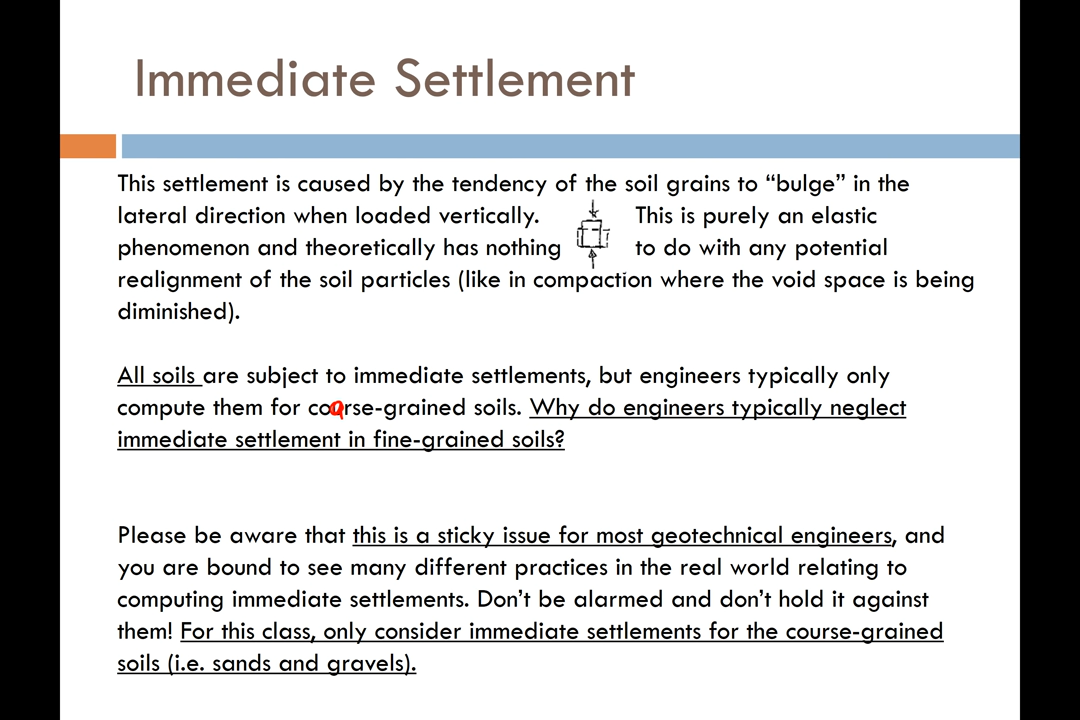 Immediate Settlement
This settlement is caused by the tendency of the soil grains to “bulge” in the
lateral direction when loaded vertically. This is purely an elastic
phenomenon and theoretically has nothing to do with any potential
realignment of the soil particles (like in compaction where the void space is being
diminished).
All soils are subject to immediate settlements, but engineers typically only
compute them for coarse-grained soils. Why do engineers typically neglect
immediate settlement in fine-grained soils?
Please be aware that this is a sticky issue for most geotechnical engineers, and
you are bound to see many different practices in the real world relating to
computing immediate settlements. Don’t be alarmed and don’t hold it against
them! For this class, only consider immediate settlements for the course-grained
soils (i.e. sands and gravels).